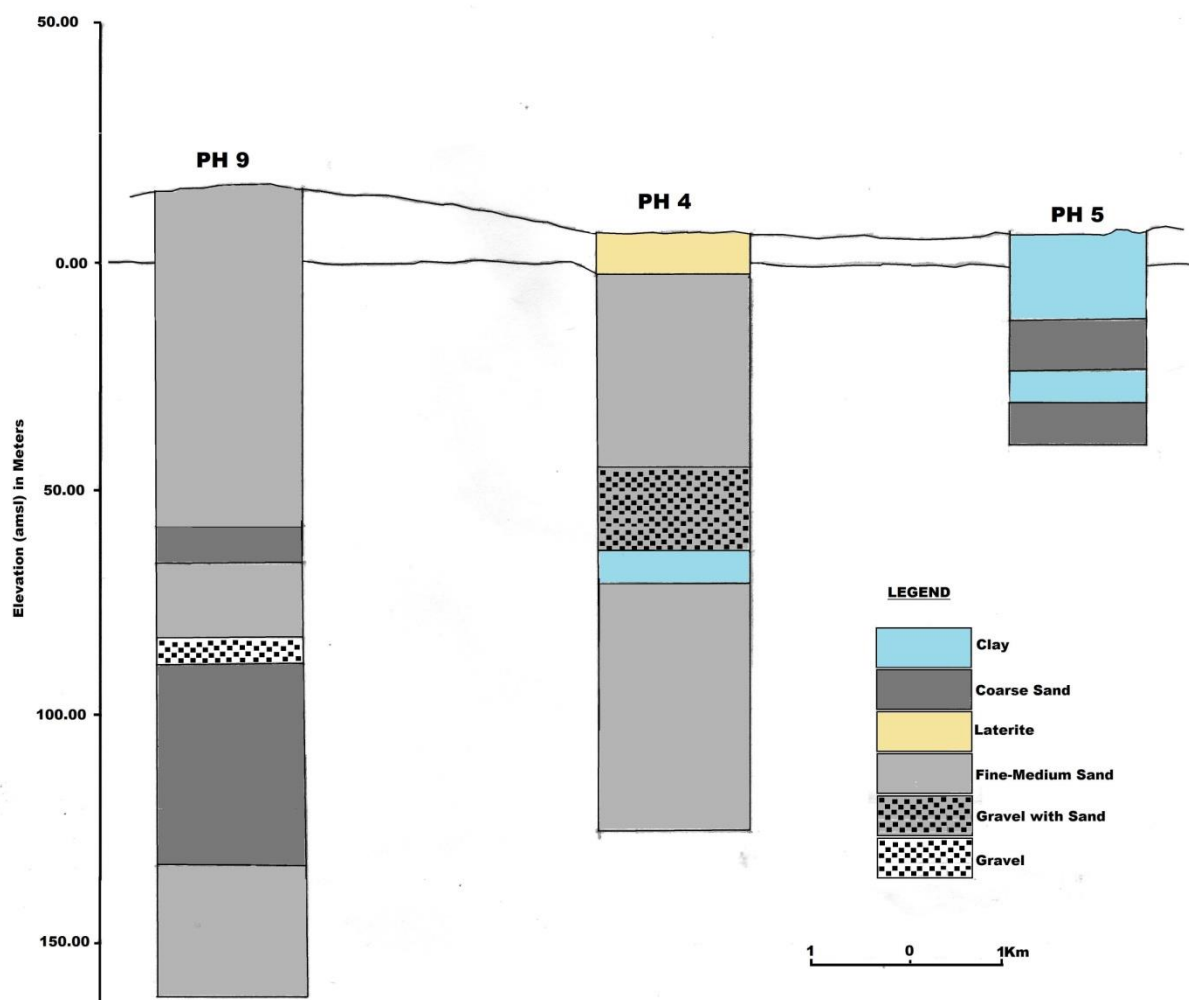 50.00
PH 9
PH 4
PH 5
0.00
Elevation (amsl) in Meters
50.00
LEGEND
Clay
Coarse Sand
100.00
Laterite
Fine-Medium Sand
Gravel with Sand
Gravel
150.00
1 0 1Km